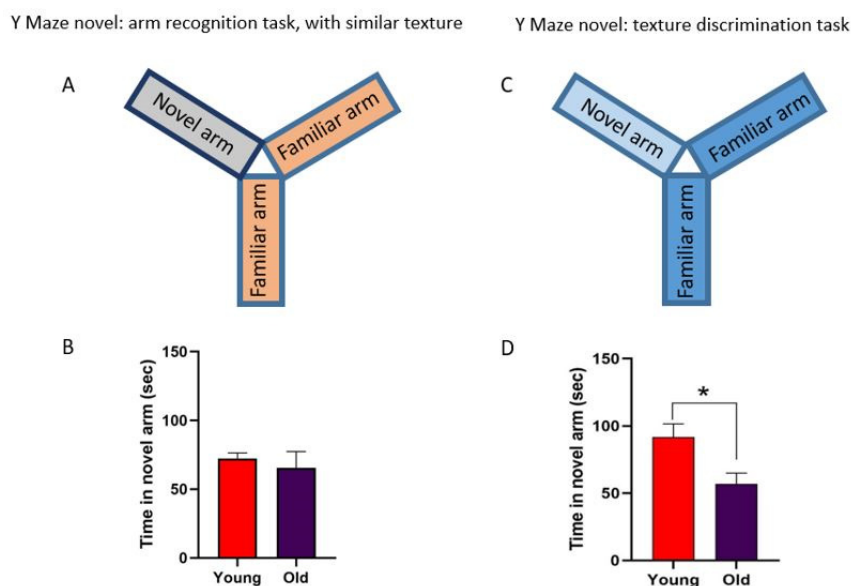 Y Maze novel: arm recognition task, with similar texture
Y Maze novel: texture discrimination task
A
Novel arm
Familiar arm
Familiar arm
C
Novel arm
Familiar arm
Familiar arm
B
Time in novel arm (sec)
150
100
50
0
Young Old
D
Time in novel arm (sec)
150
100
50
0
*
Young Old